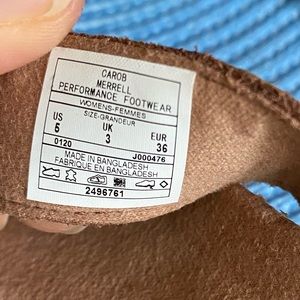 CAROB
MERRELL
PERFORMANCE FOOTWEAR
WOMENS-FEMMES
SIZE-GRANDEUR
US UK EUR
5 3 36
0120 J000476
MADE IN BANGLADESH
FABRIQUE EN BANGLADESH
2496761